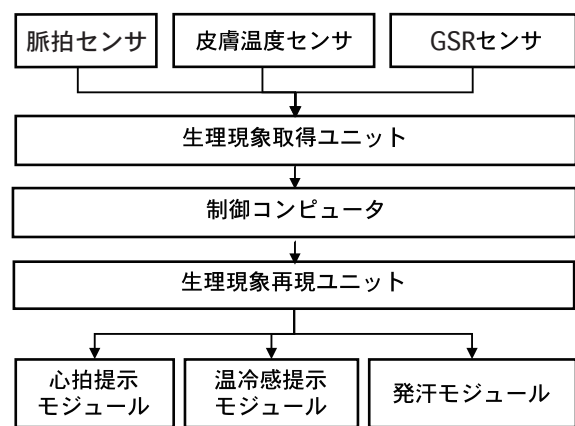 脈拍センサ
皮膚温度センサ
GSRセンサ
生理現象取得ユニット
制御コンピュータ
生理現象再現ユニット
心拍提示
モジュール
温冷感提示
モジュール
発汗モジュール